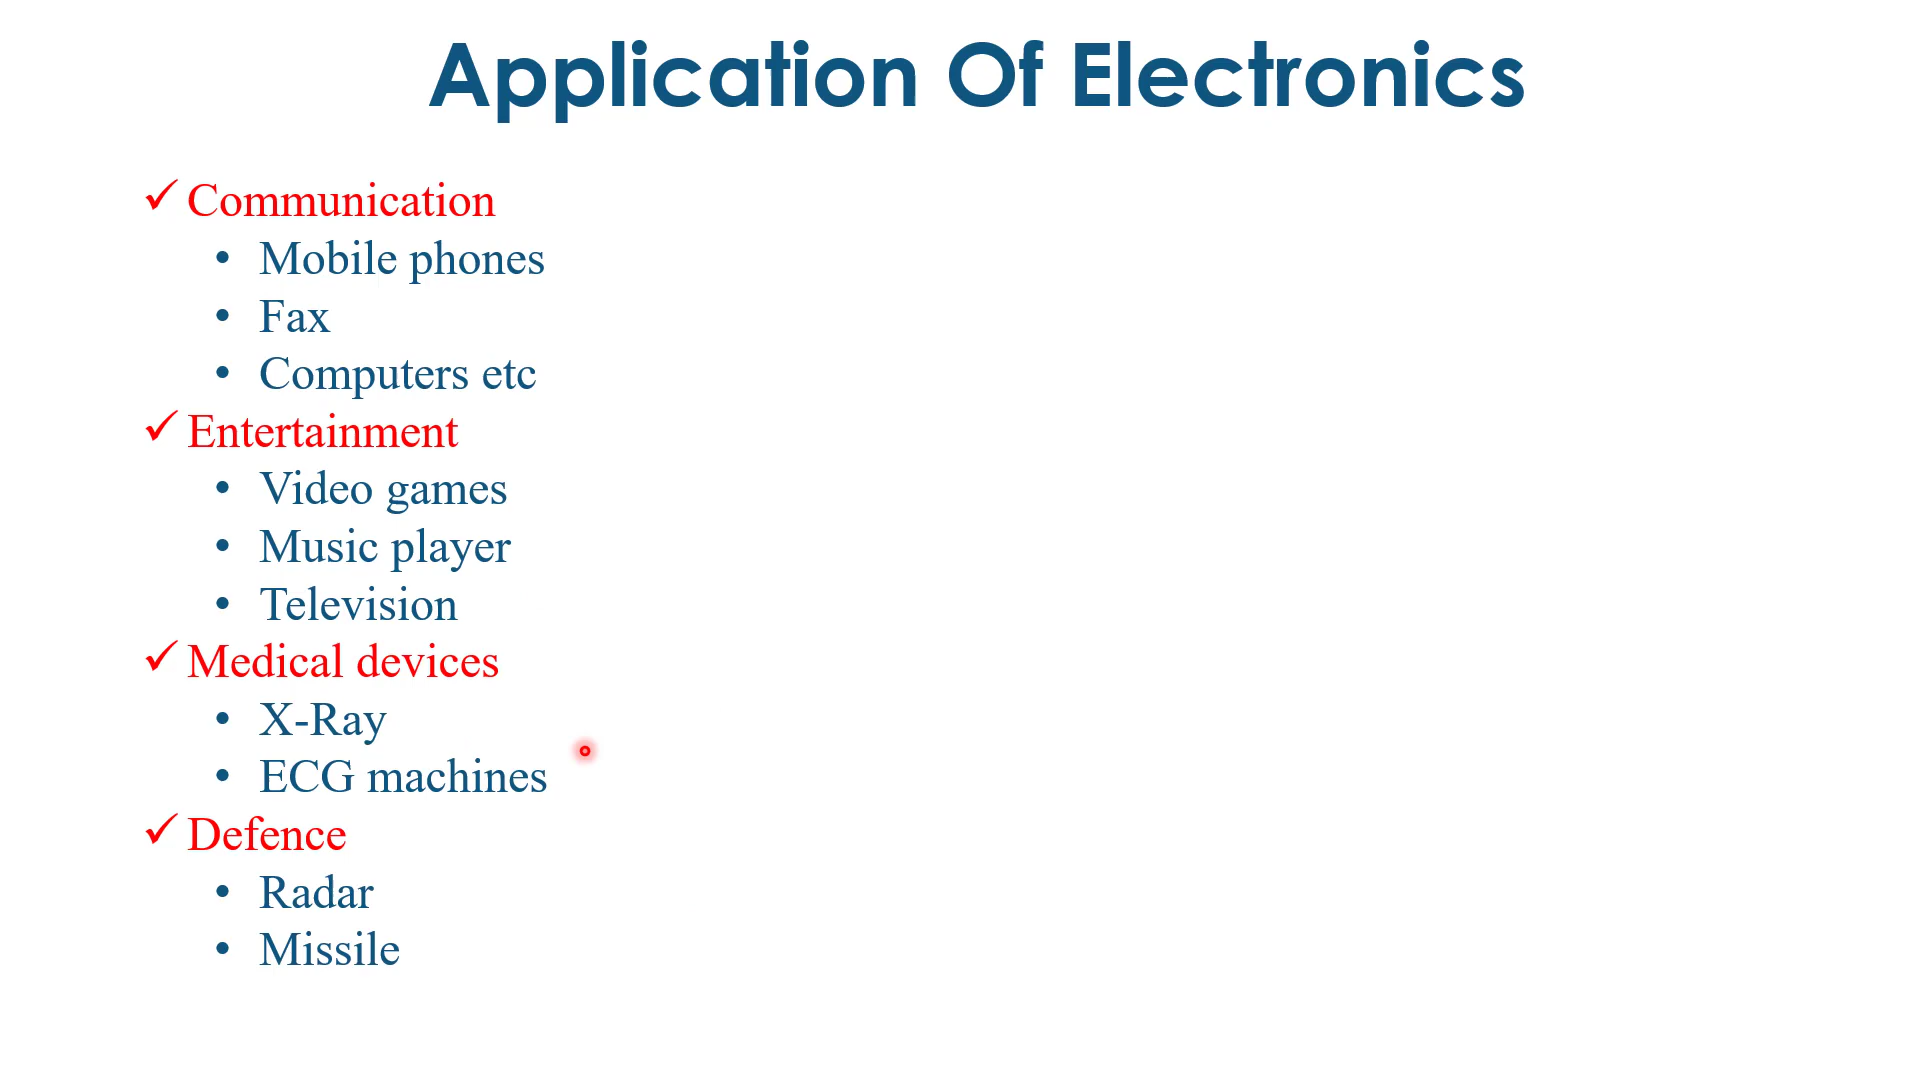 Application Of Electronics
✓ Communication
• Mobile phones
• Fax
• Computers etc
✓ Entertainment
• Video games
• Music player
• Television
✓ Medical devices
• X-Ray
• ECG machines
✓ Defence
• Radar
• Missile